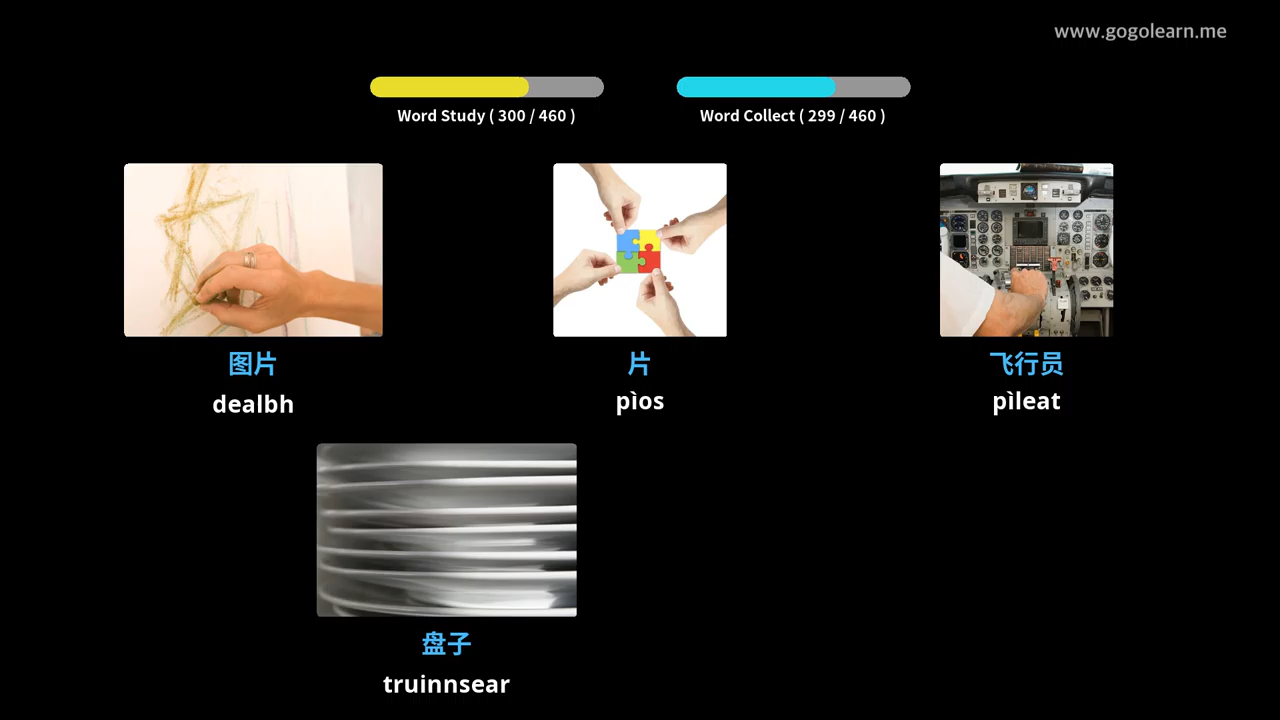 www.gogolearn.me
Word Study ( 300 / 460 )
Word Collect ( 299 / 460 )
图片
dealbh
片
pìos
飞行员
pìleat
盘子
truinnsear